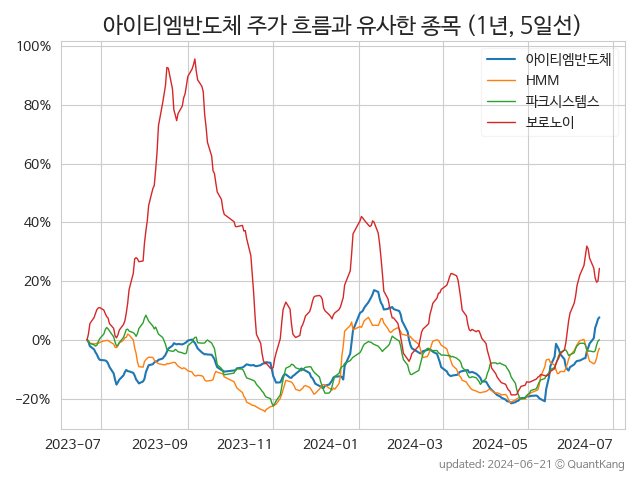 아이티엠반도체 주가 흐름과 유사한 종목 (1년, 5일선)
아이티엠반도체
HMM
파크시스템스
보로노이
100%
80%
60%
40%
20%
0%
−20%
2023-07
2023-09
2023-11
2024-01
2024-03
2024-05
2024-07
updated: 2024-06-21 © QuantKang